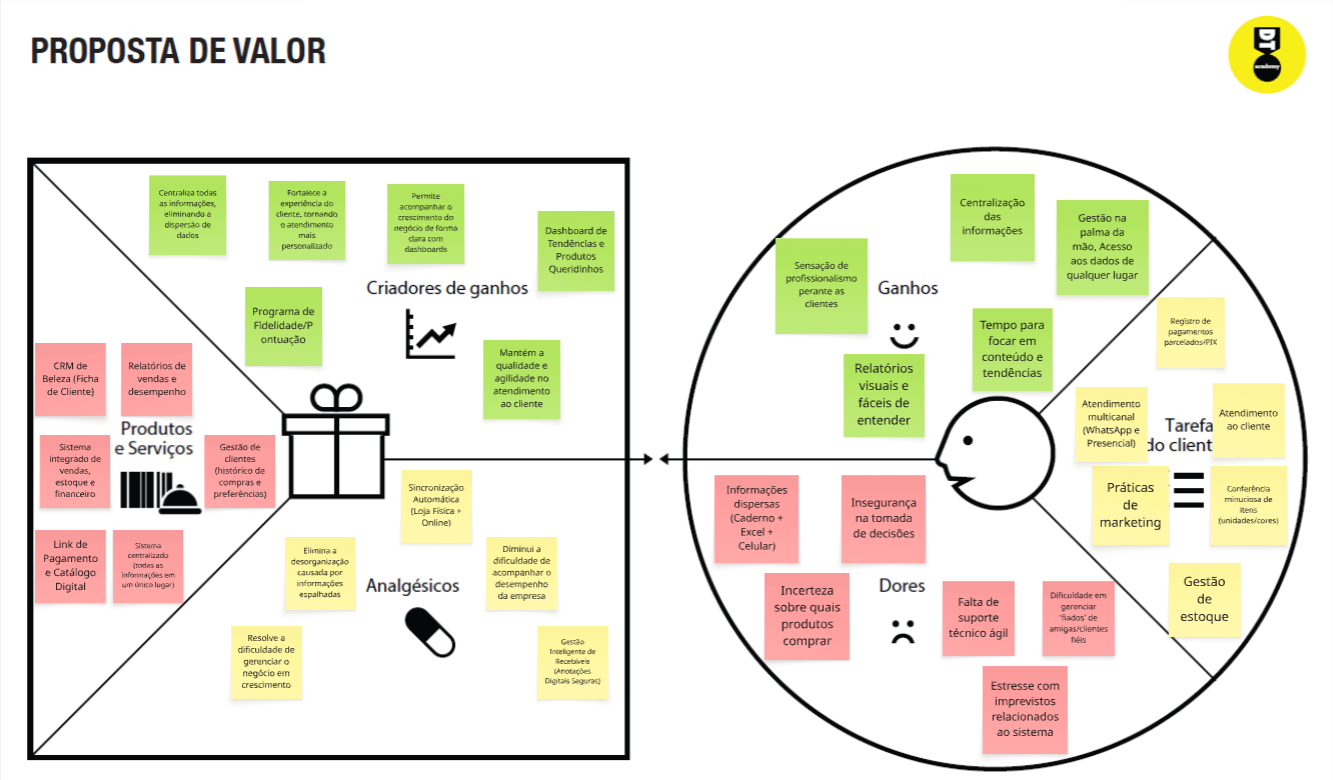 PROPOSTA DE VALOR
DT
academy
Centraliza todas
as informações,
eliminando a
dispersão de
dados
Fortalece a
experiência do
cliente, tornando
o atendimento
mais
personalizado
Permite
acompanhar o
crescimento do
negócio de forma
clara com
dashboards
Dashboard de
Tendências e
Produtos
Queridinhos
Criadores de ganhos
Programa de
Fidelidade/P
ontuação
Mantém a
qualidade e
agilidade no
atendimento
ao cliente
CRM de
Beleza (Ficha
de Cliente)
Relatórios de
vendas e
desempenho
Produtos
e Serviços
Sistema
integrado de
vendas,
estoque e
financeiro
Gestão de
clientes
(histórico de
compras e
preferências)
Link de
Pagamento
e Catálogo
Digital
Sistema
centralizado
(todas as
informações em
um único lugar)
Sincronização
Automática
(Loja Física +
Online)
Elimina a
desorganização
causada por
informações
espalhadas
Analgésicos
Diminui a
dificuldade de
acompanhar o
desempenho
da empresa
Resolve a
dificuldade de
gerenciar o
negócio em
crescimento
Gestão
Inteligente de
Recebíveis
(Anotações
Digitais Seguras)
Centralização
das
informações
Gestão na
palma da
mão, Acesso
aos dados de
qualquer lugar
Sensação de
profissionalismo
perante as
clientes
Ganhos
Tempo para
focar em
conteúdo e
tendências
Relatórios
visuais e
fáceis de
entender
Registro de
pagamentos
parcelados/PIX
Atendimento
multicanal
(WhatsApp e
Presencial)
Tarefa
do client
Atendimento
ao cliente
Práticas
de
marketing
Conferência
minuciosa de
itens
(unidades/cores)
Gestão
de
estoque
Informações
dispersas
(Caderno +
Excel +
Celular)
Insegurança
na tomada
de decisões
Dores
Incerteza
sobre quais
produtos
comprar
Falta de
suporte
técnico ágil
Dificuldade em
gerenciar
'fiados' de
amigas/clientes
fiéis
Estresse com
imprevistos
relacionados
ao sistema